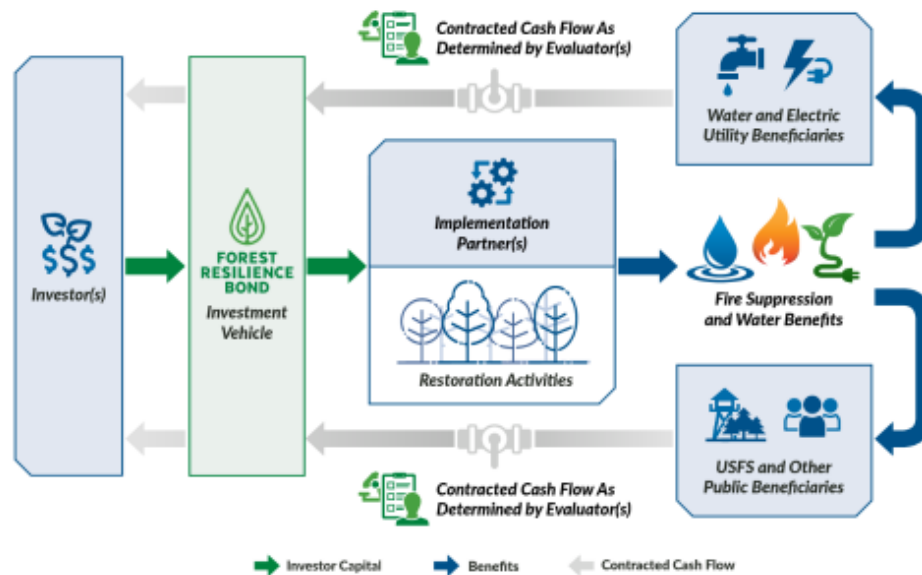 Contracted Cash Flow As
Determined by Evaluator(s)
Water and Electric
Utility Beneficiaries
Implementation
Partner(s)
FOREST
RESILIENCE
BOND
Investment
Vehicle
Investor(s)
Fire Suppression
and Water Benefits
Restoration Activities
USFS and Other
Public Beneficiaries
Contracted Cash Flow As
Determined by Evaluator(s)
Investor Capital
Benefits
Contracted Cash Flow